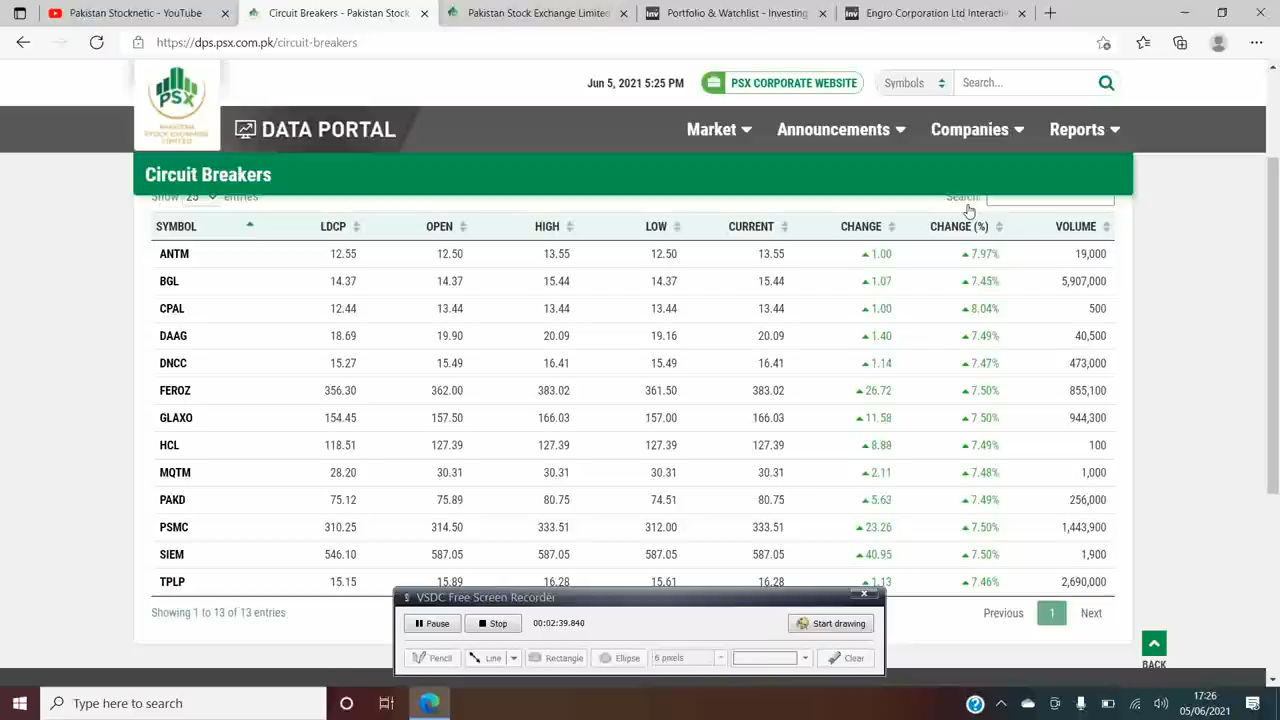 Pakistan Stocknetic - YouTube
Circuit Breakers - Pakistan Stock
Pakistan Stock Exchange Limited
Inv Portfolio & Watchlist - Investing
Inv Engro Corporation Ltd Interacti
https://dps.psx.com.pk/circuit-breakers
Jun 5, 2021 5:25 PM
PSX CORPORATE WEBSITE
Symbols
Search...
PSX
PAKISTAN
STOCK EXCHANGE
LIMITED
DATA PORTAL
Market
Announcements
Companies
Reports
Circuit Breakers
Show 25 entries
Search:
SYMBOL LDCP OPEN HIGH LOW CURRENT CHANGE CHANGE (%) VOLUME
ANTM 12.55 12.50 13.55 12.50 13.55 1.00 7.97% 19,000
BGL 14.37 14.37 15.44 14.37 15.44 1.07 7.45% 5,907,000
CPAL 12.44 13.44 13.44 13.44 13.44 1.00 8.04% 500
DAAG 18.69 19.90 20.09 19.16 20.09 1.40 7.49% 40,500
DNCC 15.27 15.49 16.41 15.49 16.41 1.14 7.47% 473,000
FEROZ 356.30 362.00 383.02 361.50 383.02 26.72 7.50% 855,100
GLAXO 154.45 157.50 166.03 157.00 166.03 11.58 7.50% 944,300
HCL 118.51 127.39 127.39 127.39 127.39 8.88 7.49% 100
MQTM 28.20 30.31 30.31 30.31 30.31 2.11 7.48% 1,000
PAKD 75.12 75.89 80.75 74.51 80.75 5.63 7.49% 256,000
PSMC 310.25 314.50 333.51 312.00 333.51 23.26 7.50% 1,443,900
SIEM 546.10 587.05 587.05 587.05 587.05 40.95 7.50% 1,900
TPLP 15.15 15.89 16.28 15.61 16.28 1.13 7.46% 2,690,000
Showing 1 to 13 of 13 entries
Previous 1 Next
VSDC Free Screen Recorder
Pause Stop 00:02:39.840 Start drawing
Pencil Line Rectangle Ellipse 6 pixels Clear
BACK
Type here to search
17:26
05/06/2021